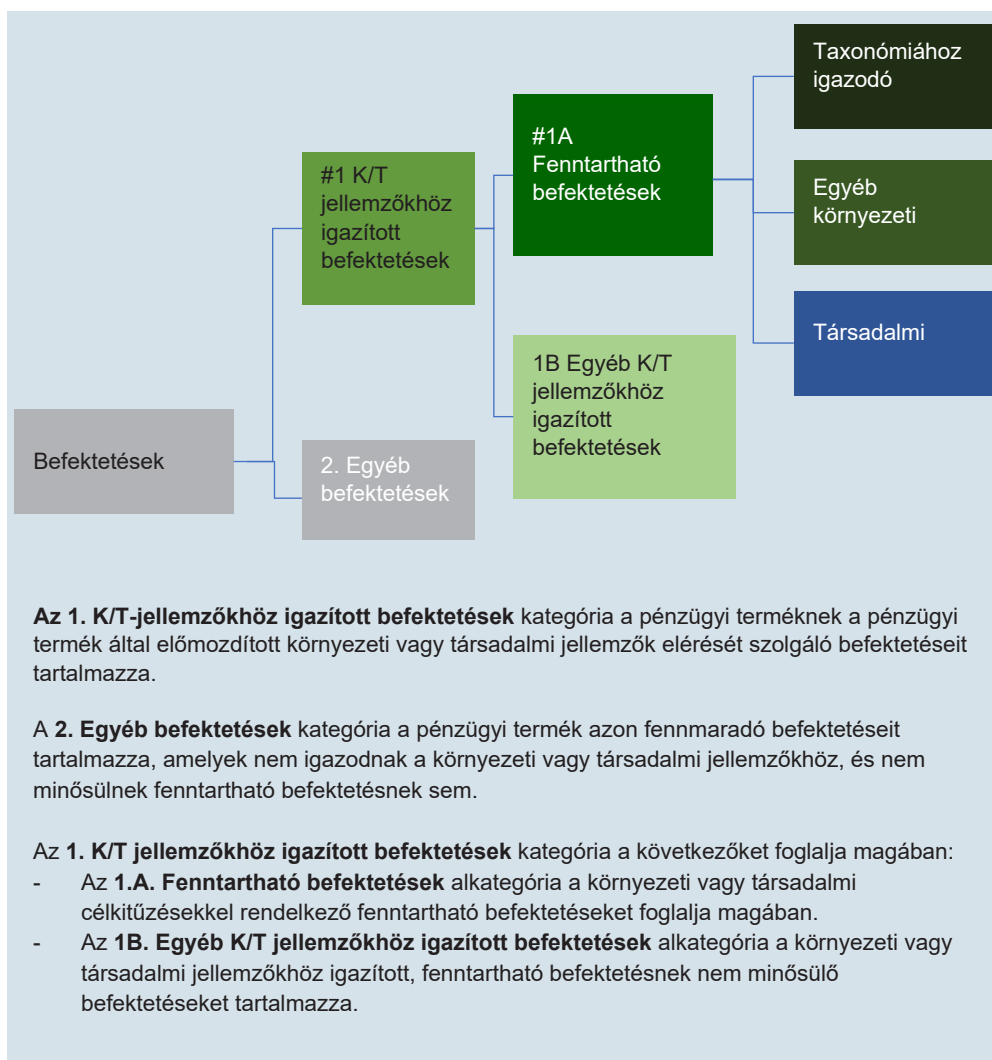 Taxonómiához
igazodó
#1A
Fenntartható
befektetések
#1 K/T
jellemzőkhöz
igazított
befektetések
Egyéb
környezeti
Társadalmi
1B Egyéb K/T
jellemzőkhöz
igazított
befektetések
Befektetések
2. Egyéb
befektetések
Az 1. K/T-jellemzőkhöz igazított befektetések kategória a pénzügyi terméknek a pénzügyi
termék által előmozdított környezeti vagy társadalmi jellemzők elérését szolgáló befektetéseit
tartalmazza.
A 2. Egyéb befektetések kategória a pénzügyi termék azon fennmaradó befektetéseit
tartalmazza, amelyek nem igazodnak a környezeti vagy társadalmi jellemzőkhöz, és nem
minősülnek fenntartható befektetésnek sem.
Az 1. K/T jellemzőkhöz igazított befektetések kategória a következőket foglalja magában:
- Az 1.A. Fenntartható befektetések alkategória a környezeti vagy társadalmi
célkitűzésekkel rendelkező fenntartható befektetéseket foglalja magában.
- Az 1B. Egyéb K/T jellemzőkhöz igazított befektetések alkategória a környezeti vagy
társadalmi jellemzőkhöz igazított, fenntartható befektetésnek nem minősülő
befektetéseket tartalmazza.